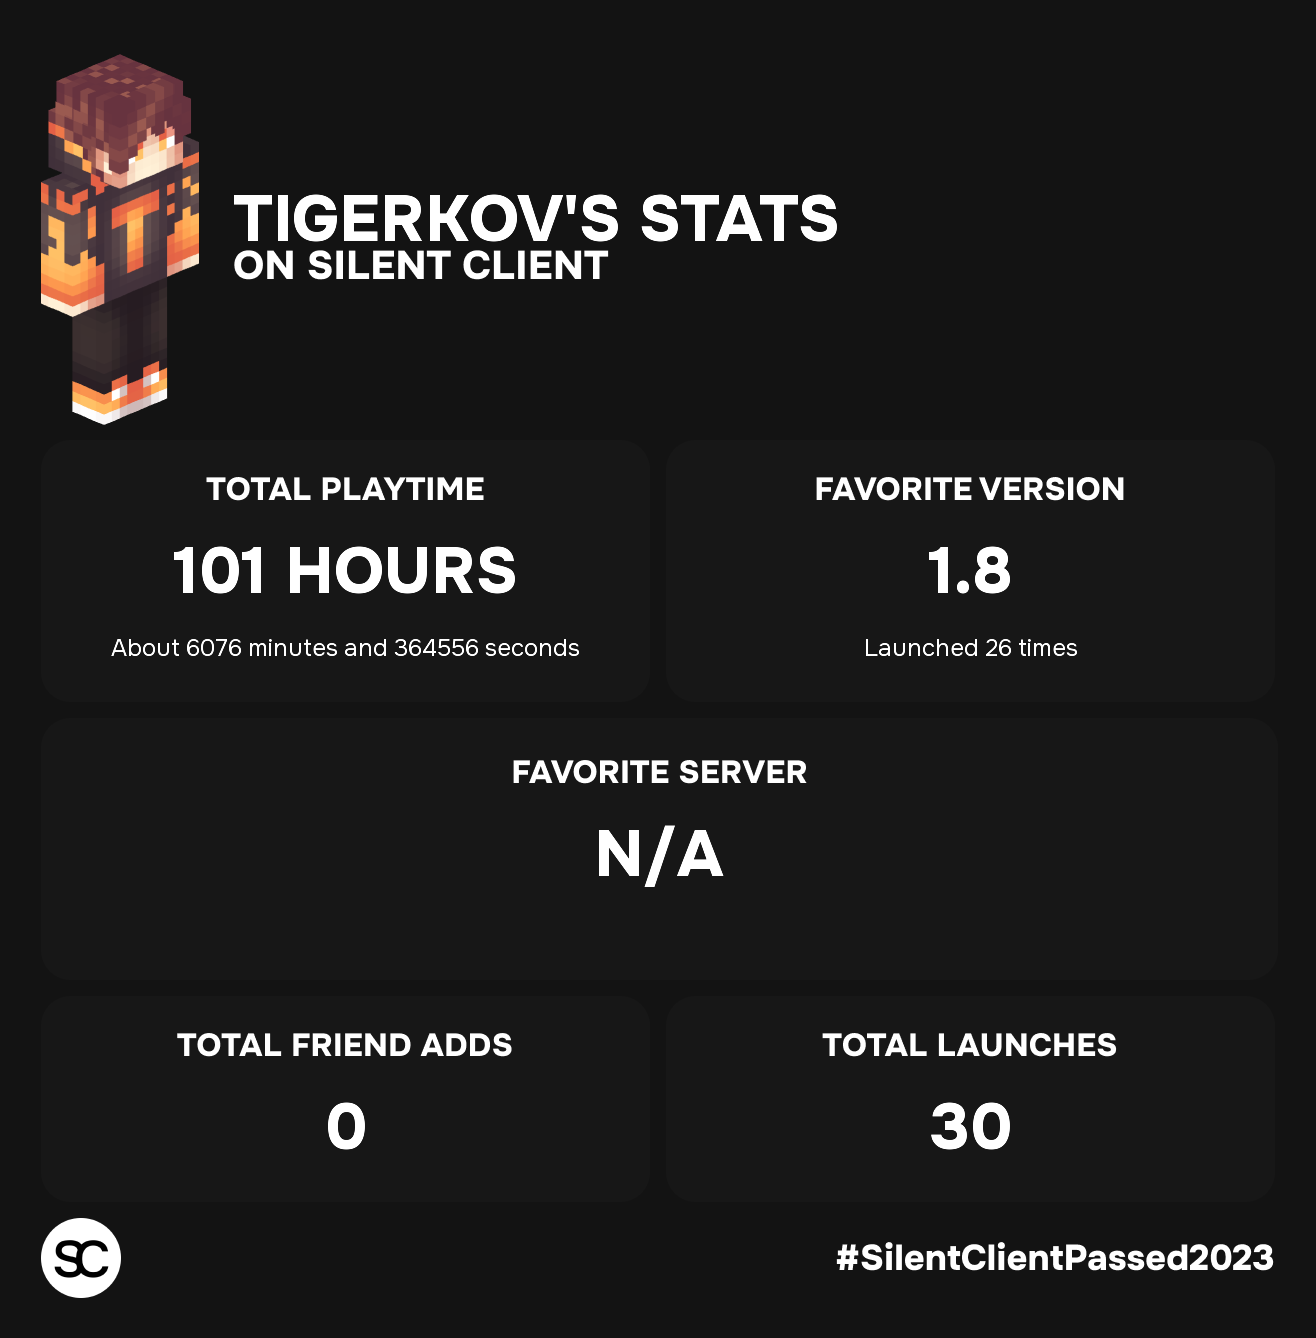 TIGERKOV'S STATS
ON SILENT CLIENT
TOTAL PLAYTIME
101 HOURS
About 6076 minutes and 364556 seconds
FAVORITE VERSION
1.8
Launched 26 times
FAVORITE SERVER
N/A
TOTAL FRIEND ADDS
0
TOTAL LAUNCHES
30
SC
#SilentClientPassed2023